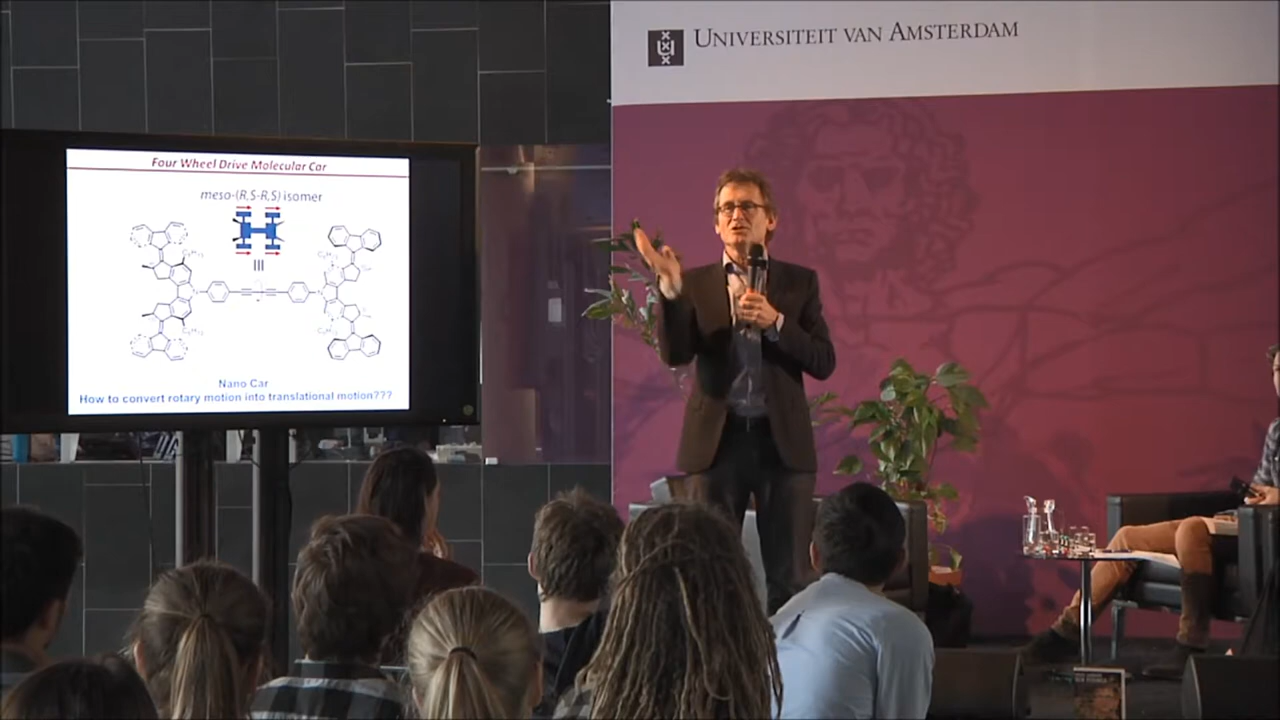 UNIVERSITEIT VAN AMSTERDAM
Four Wheel Drive Molecular Car
meso-(R,S-R,S) isomer
Nano Car
How to convert rotary motion into translational motion???